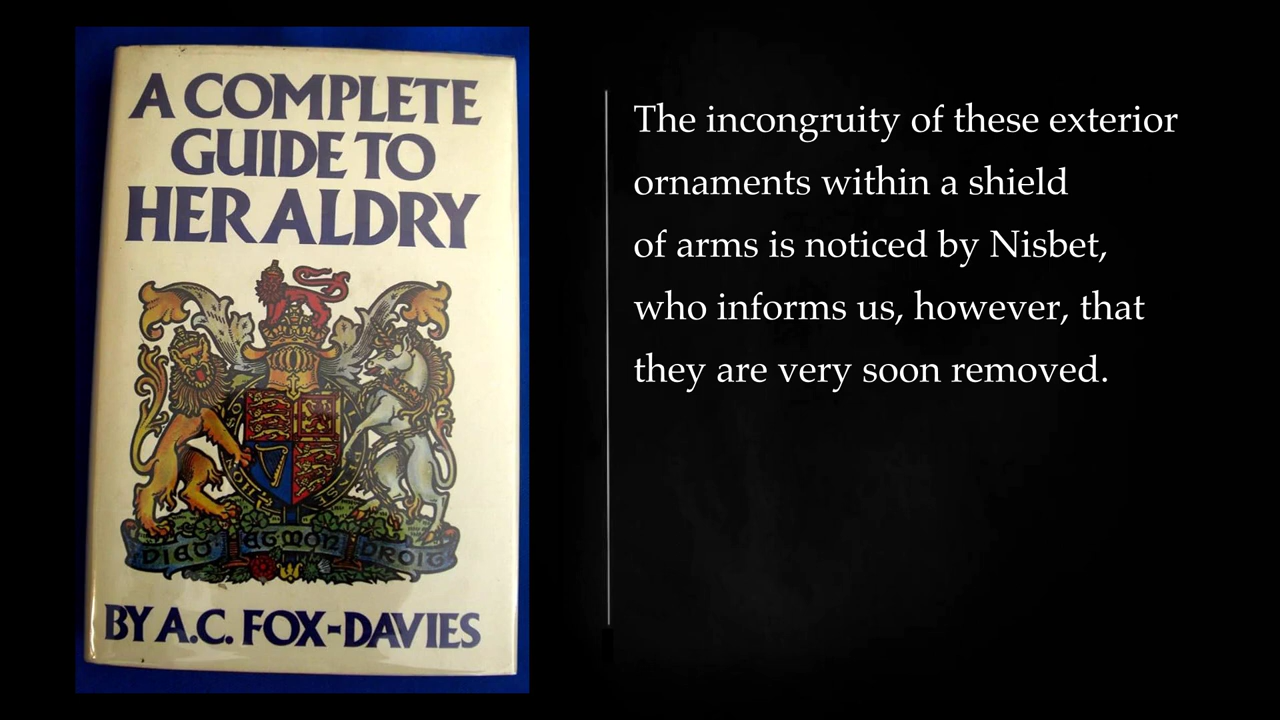 A COMPLETE
GUIDE TO
HERALDRY
DIEU ET MON DROIT
BY A.C. FOX-DAVIES
The incongruity of these exterior
ornaments within a shield
of arms is noticed by Nisbet,
who informs us, however, that
they are very soon removed.